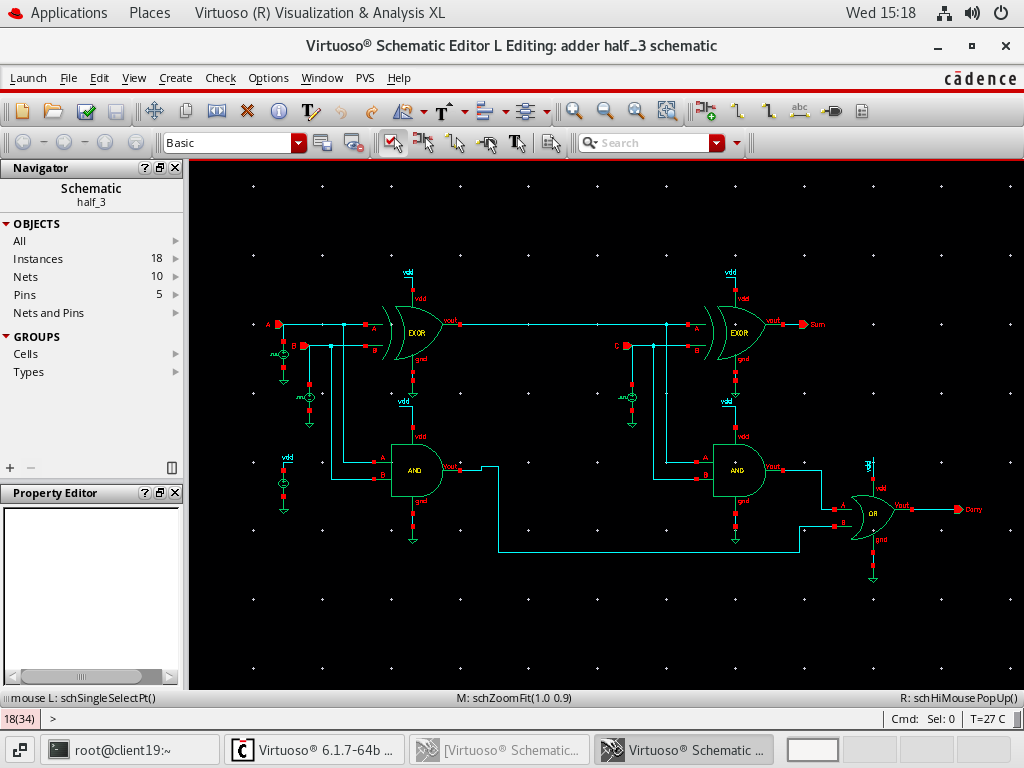 Applications Places Virtuoso (R) Visualization & Analysis XL Wed 15:18
Virtuoso® Schematic Editor L Editing: adder half_3 schematic
Launch File Edit View Create Check Options Window PVS Help cādence
abc
Basic Search
Navigator
Schematic
half_3
OBJECTS
All
Instances 18
Nets 10
Pins 5
Nets and Pins
GROUPS
Cells
Types
Property Editor
vdd vdd
vdd vdd
A A EXOR vout A EXOR vout Sum
B B C B
gnd gnd
vdd vdd
vdd vdd
vdd A AND Vout A AND Vout vdd
B B
vdd
gnd gnd
A OR Vout Carry
B
gnd
mouse L: schSingleSelectPt() M: schZoomFit(1.0 0.9) R: schHiMousePopUp()
18(34) > Cmd: Sel: 0 T=27 C
root@client19:~ Virtuoso® 6.1.7-64b ... [Virtuoso® Schematic... Virtuoso® Schematic ...